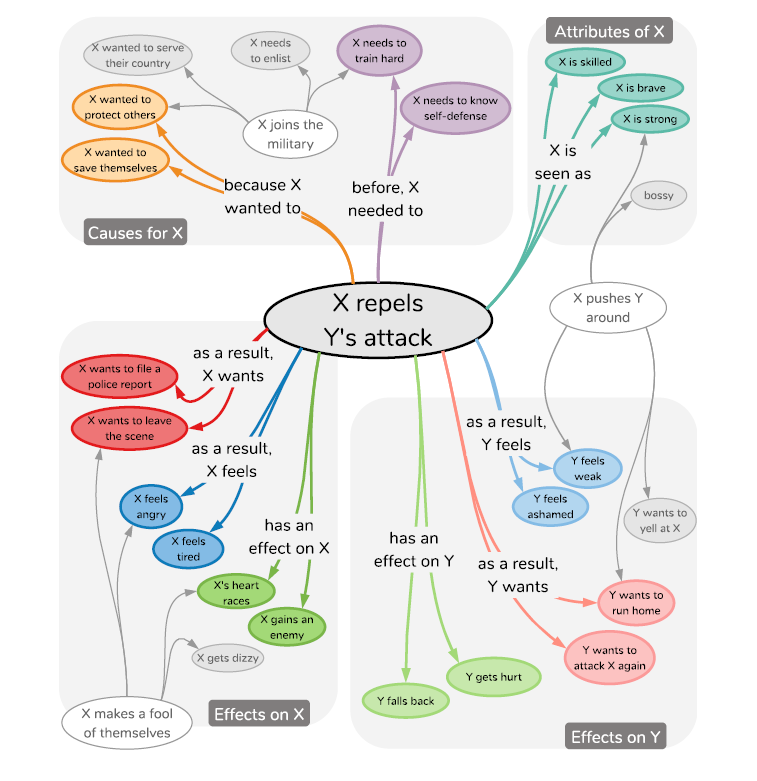 Attributes of X
X wanted to serve
their country
X needs
to enlist
X needs to
train hard
X is skilled
X is brave
X is strong
X wanted to
protect others
X needs to know
self-defense
X joins the
military
X wanted to
save themselves
because X
wanted to
before, X
needed to
X is
seen as
bossy
Causes for X
X repels
Y's attack
X pushes Y
around
X wants to file a
police report
as a result,
X wants
X wants to leave
the scene
as a result,
X feels
as a result,
Y feels
Y feels
weak
X feels
angry
Y feels
ashamed
Y wants to
yell at X
X feels
tired
has an
effect on X
has an
effect on Y
as a result,
Y wants
X's heart
races
Y wants to
run home
X gains an
enemy
X gets dizzy
Y wants to
attack X again
Y gets hurt
Y falls back
X makes a fool
of themselves
Effects on X
Effects on Y